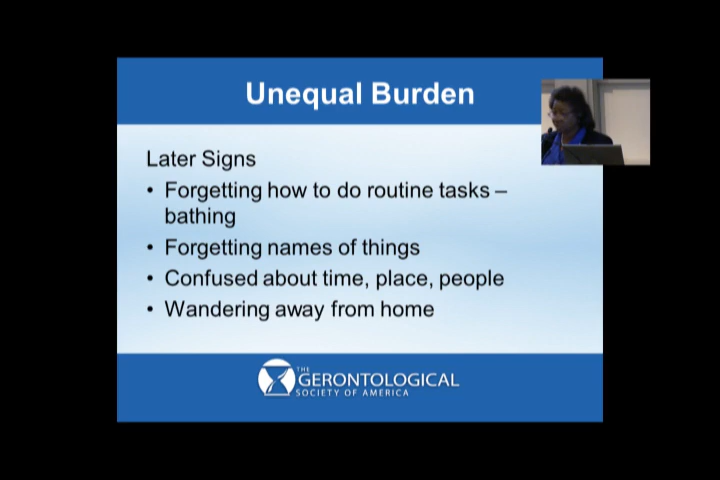 Unequal Burden
Later Signs
• Forgetting how to do routine tasks –
bathing
• Forgetting names of things
• Confused about time, place, people
• Wandering away from home
THE
GERONTOLOGICAL
SOCIETY OF AMERICA